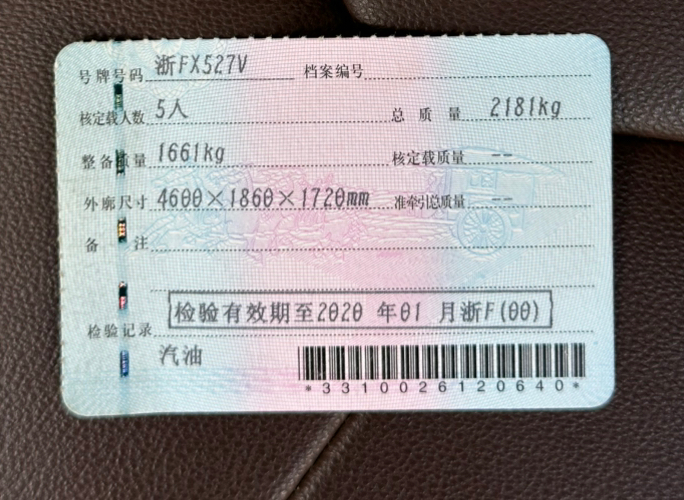 号牌号码 浙FX527V 档案编号
核定载人数 5人 总质量 2181kg
整备质量 1661kg 核定载质量 --
外廓尺寸 4600×1860×1720mm 准牵引总质量 --
备注
检验有效期至2020 年01 月浙F(00)
检验记录
汽油
*3310026120640*